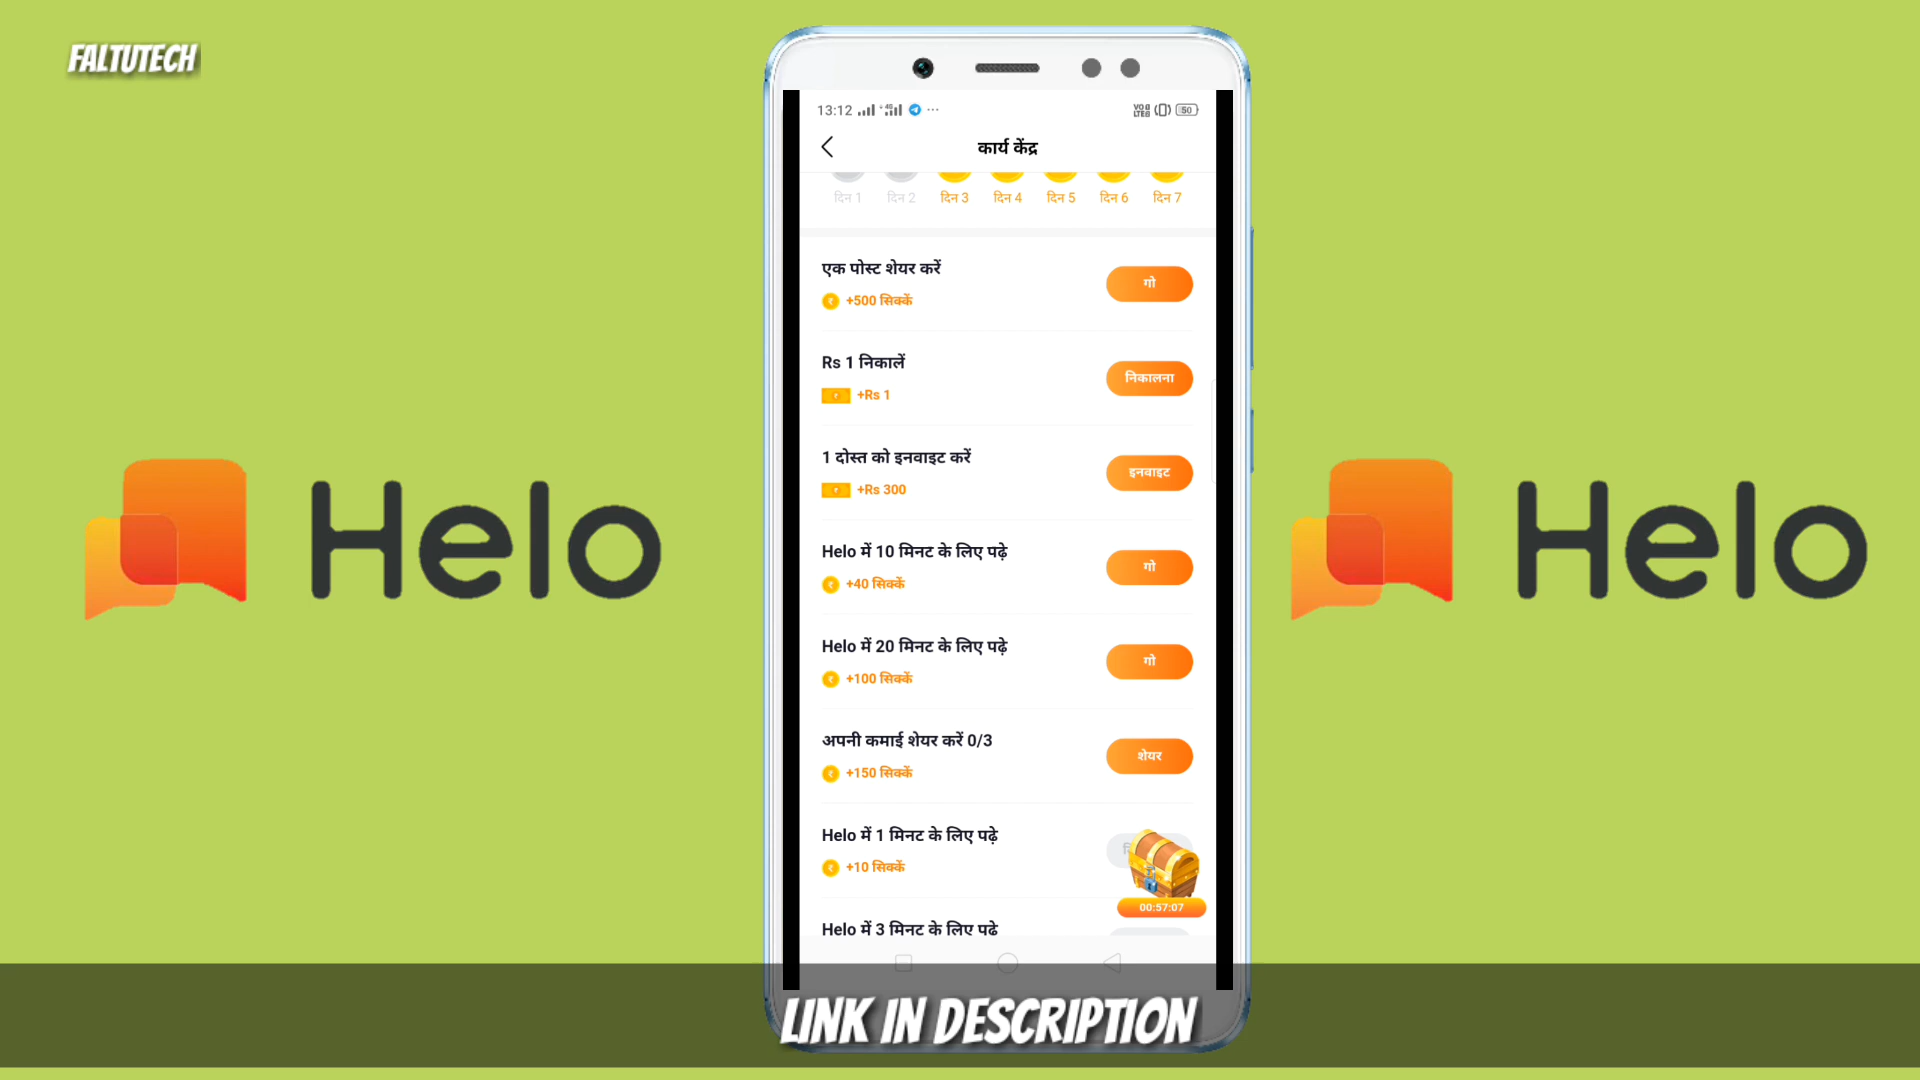 FALTUTECH
13:12
VO LTE
50
कार्य केंद्र
दिन 1 दिन 2 दिन 3 दिन 4 दिन 5 दिन 6 दिन 7
एक पोस्ट शेयर करें
गो
+500 सिक्कें
Rs 1 निकालें
निकालना
+Rs 1
1 दोस्त को इनवाइट करें
इनवाइट
+Rs 300
Helo में 10 मिनट के लिए पढ़े
गो
+40 सिक्कें
Helo में 20 मिनट के लिए पढ़े
गो
+100 सिक्कें
अपनी कमाई शेयर करें 0/3
शेयर
+150 सिक्कें
Helo में 1 मिनट के लिए पढ़े
+10 सिक्कें
00:57:07
Helo में 3 मिनट के लिए पढे
Helo
Helo
LINK IN DESCRIPTION